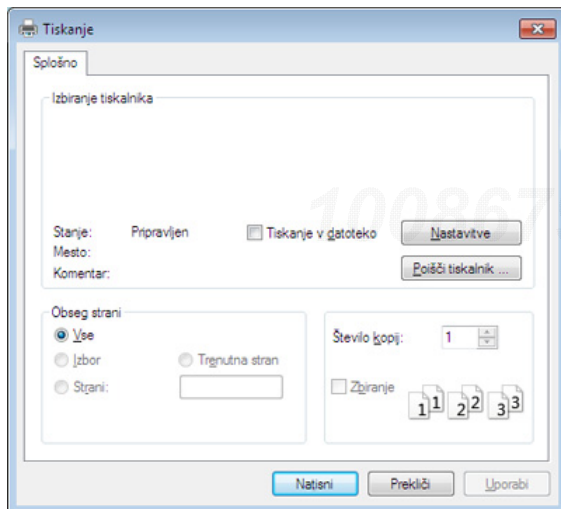 Tiskanje
Splošno
Izbiranje tiskalnika
Stanje: Pripravljen Tiskanje v datoteko Nastavitve
Mesto:
Komentar: Poišči tiskalnik ...
Obseg strani
Vse
Izbor Trenutna stran
Strani:
Število kopij: 1
Zbiranje
1 1 2 2 3 3
Natisni Prekliči Uporabi